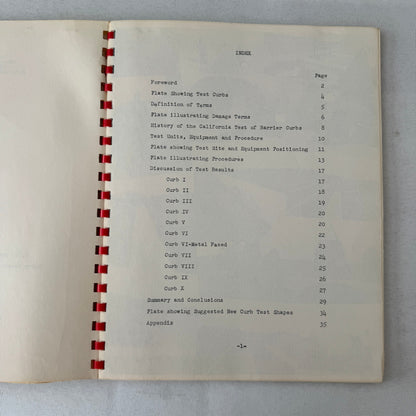 INDEX
Page
Foreword 2
Plate Showing Test Curbs 4
Definition of Terms 5
Plate Illustrating Damage Terms 6
History of the California Test of Barrier Curbs 8
Test Units, Equipment and Procedure 10
Plate showing Test Site and Equipment Positioning 11
Plate Illustrating Procedures 13
Discussion of Test Results 17
Curb I 17
Curb II 18
Curb III 19
Curb IV 20
Curb V 20
Curb VI 22
Curb VI-Metal Faced 23
Curb VII 24
Curb VIII 25
Curb IX 26
Curb X 27
Summary and Conclusions 29
Plate showing Suggested New Curb Test Shapes 34
Appendix 35
-1-